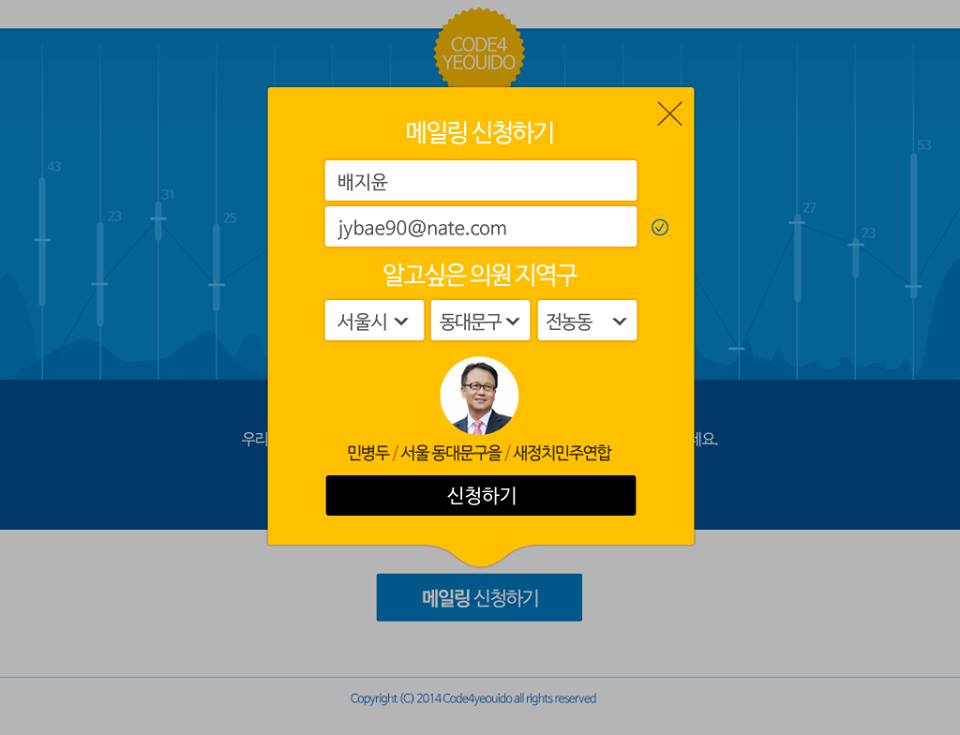 CODE4
YEOUIDO
메일링 신청하기
43
53
배지윤
31
23
25
27
jybae90@nate.com
23
알고싶은 의원 지역구
서울시 동대문구 전농동
우리
세요.
민병두 / 서울 동대문구을 / 새정치민주연합
신청하기
메일링 신청하기
Copyright (C) 2014 Code4yeouido all rights reserved